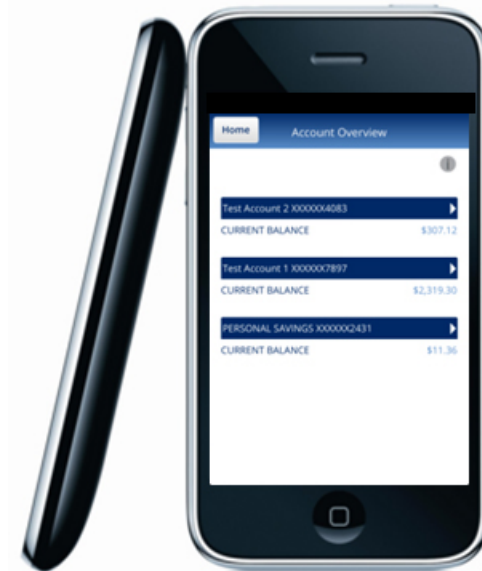 Home
Account Overview
i
Test Account 2 XXXXXX4083
CURRENT BALANCE $307.12
Test Account 1 XXXXXX7897
CURRENT BALANCE $2,319.30
PERSONAL SAVINGS XXXXXX2431
CURRENT BALANCE $11.36